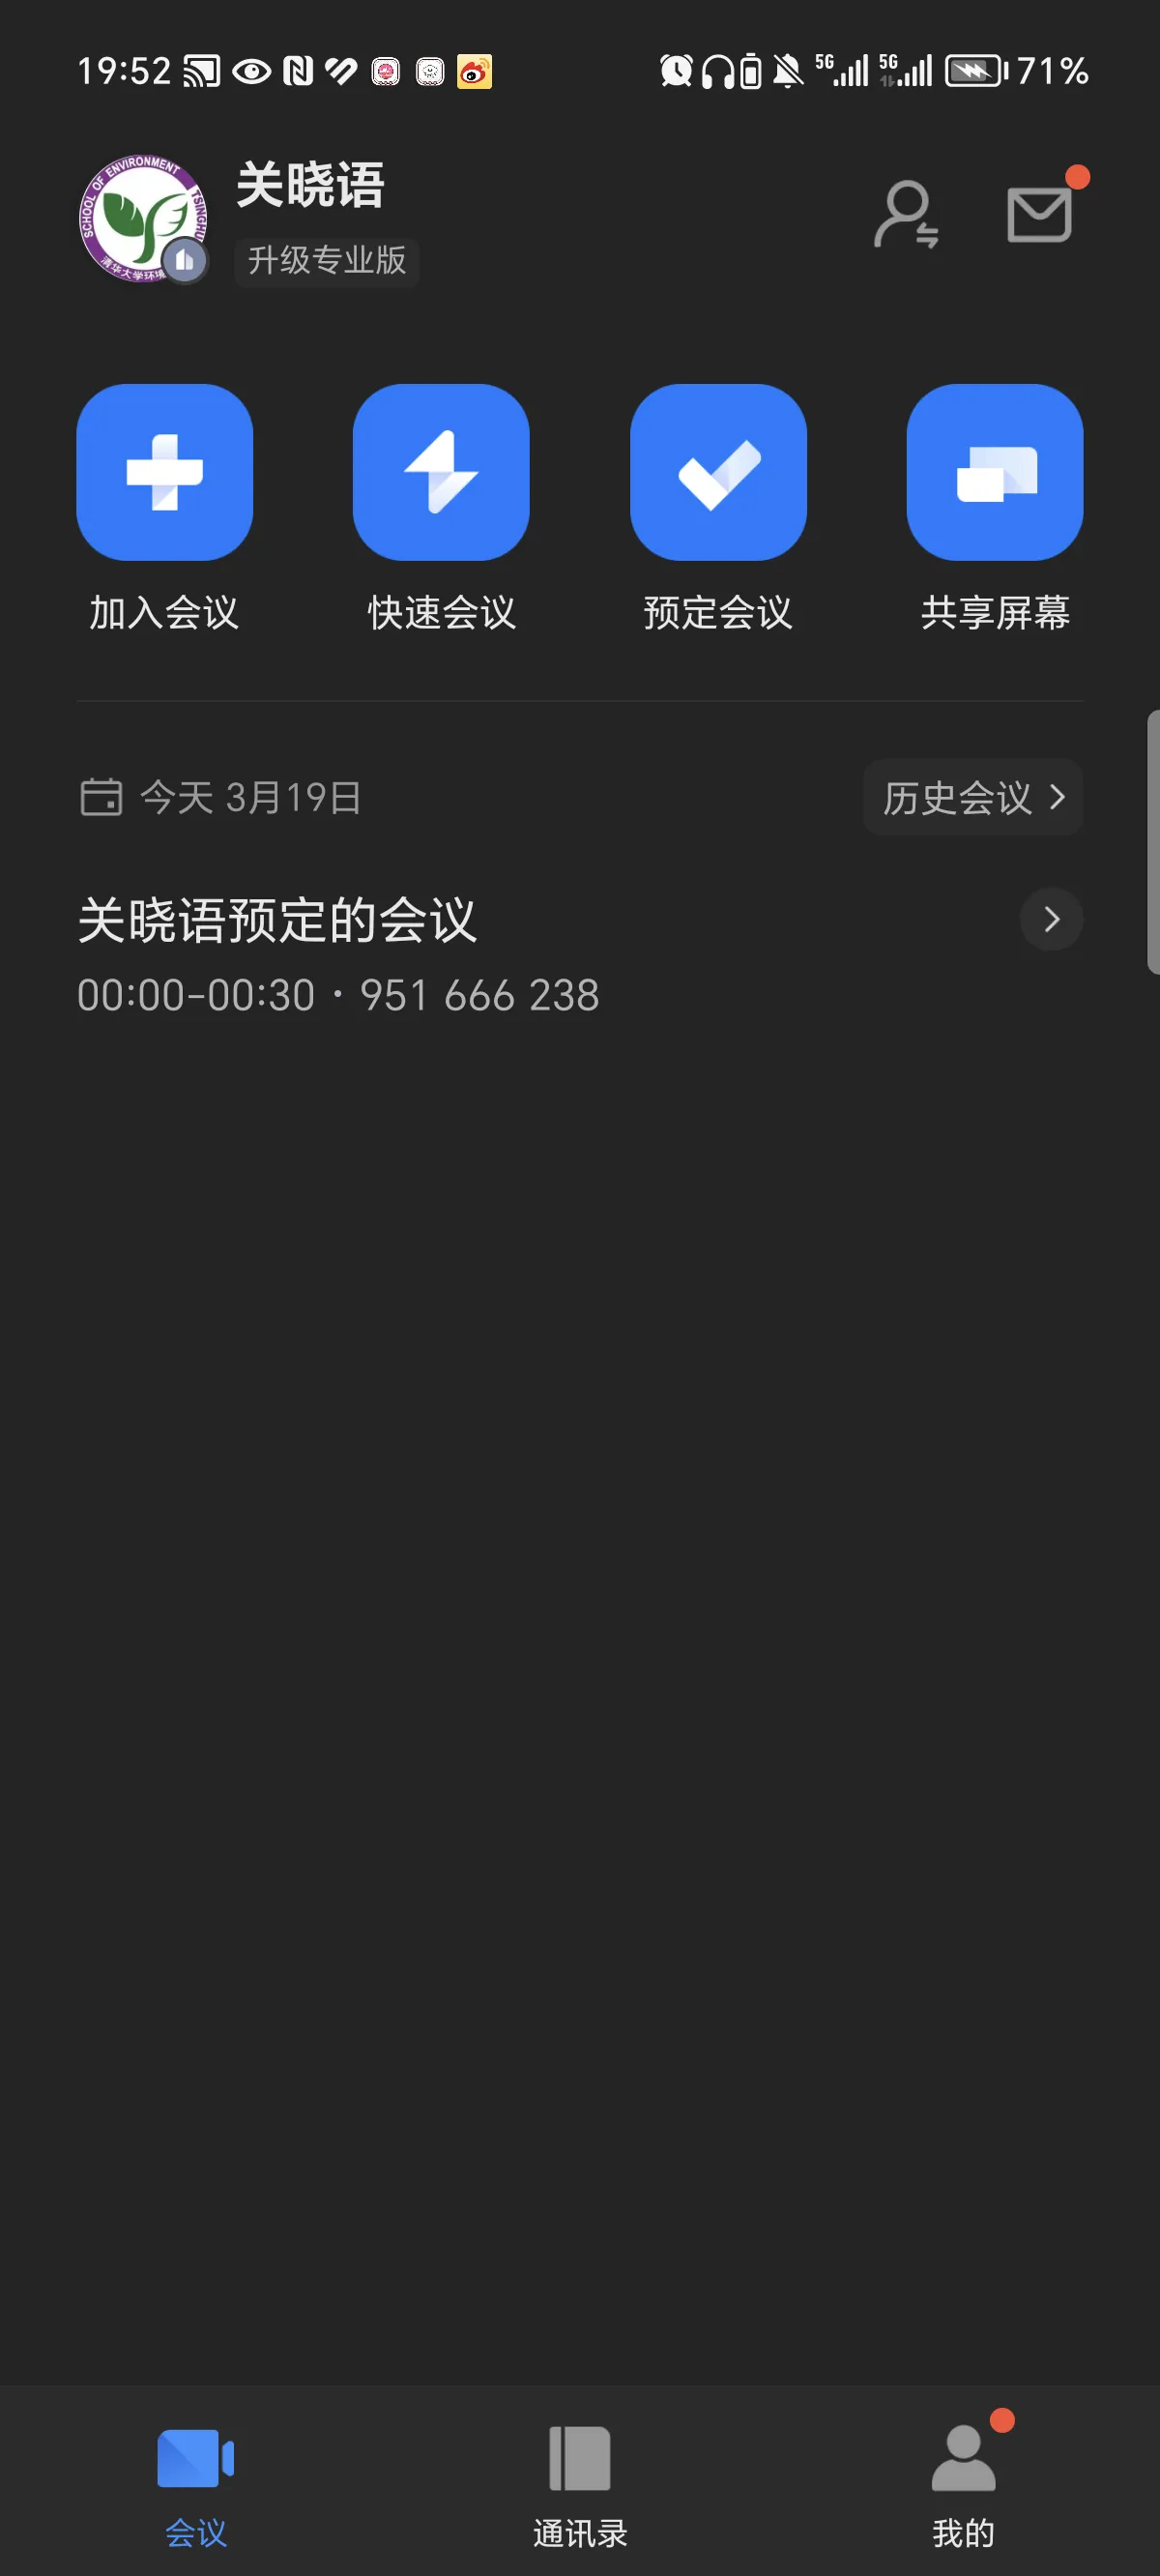 19:52
5G 5G 71%
SCHOOL OF ENVIRONMENT
清华大学环境
关晓语
升级专业版
加入会议 快速会议 预定会议 共享屏幕
今天 3月19日 历史会议
关晓语预定的会议
00:00-00:30 · 951 666 238
会议 通讯录 我的